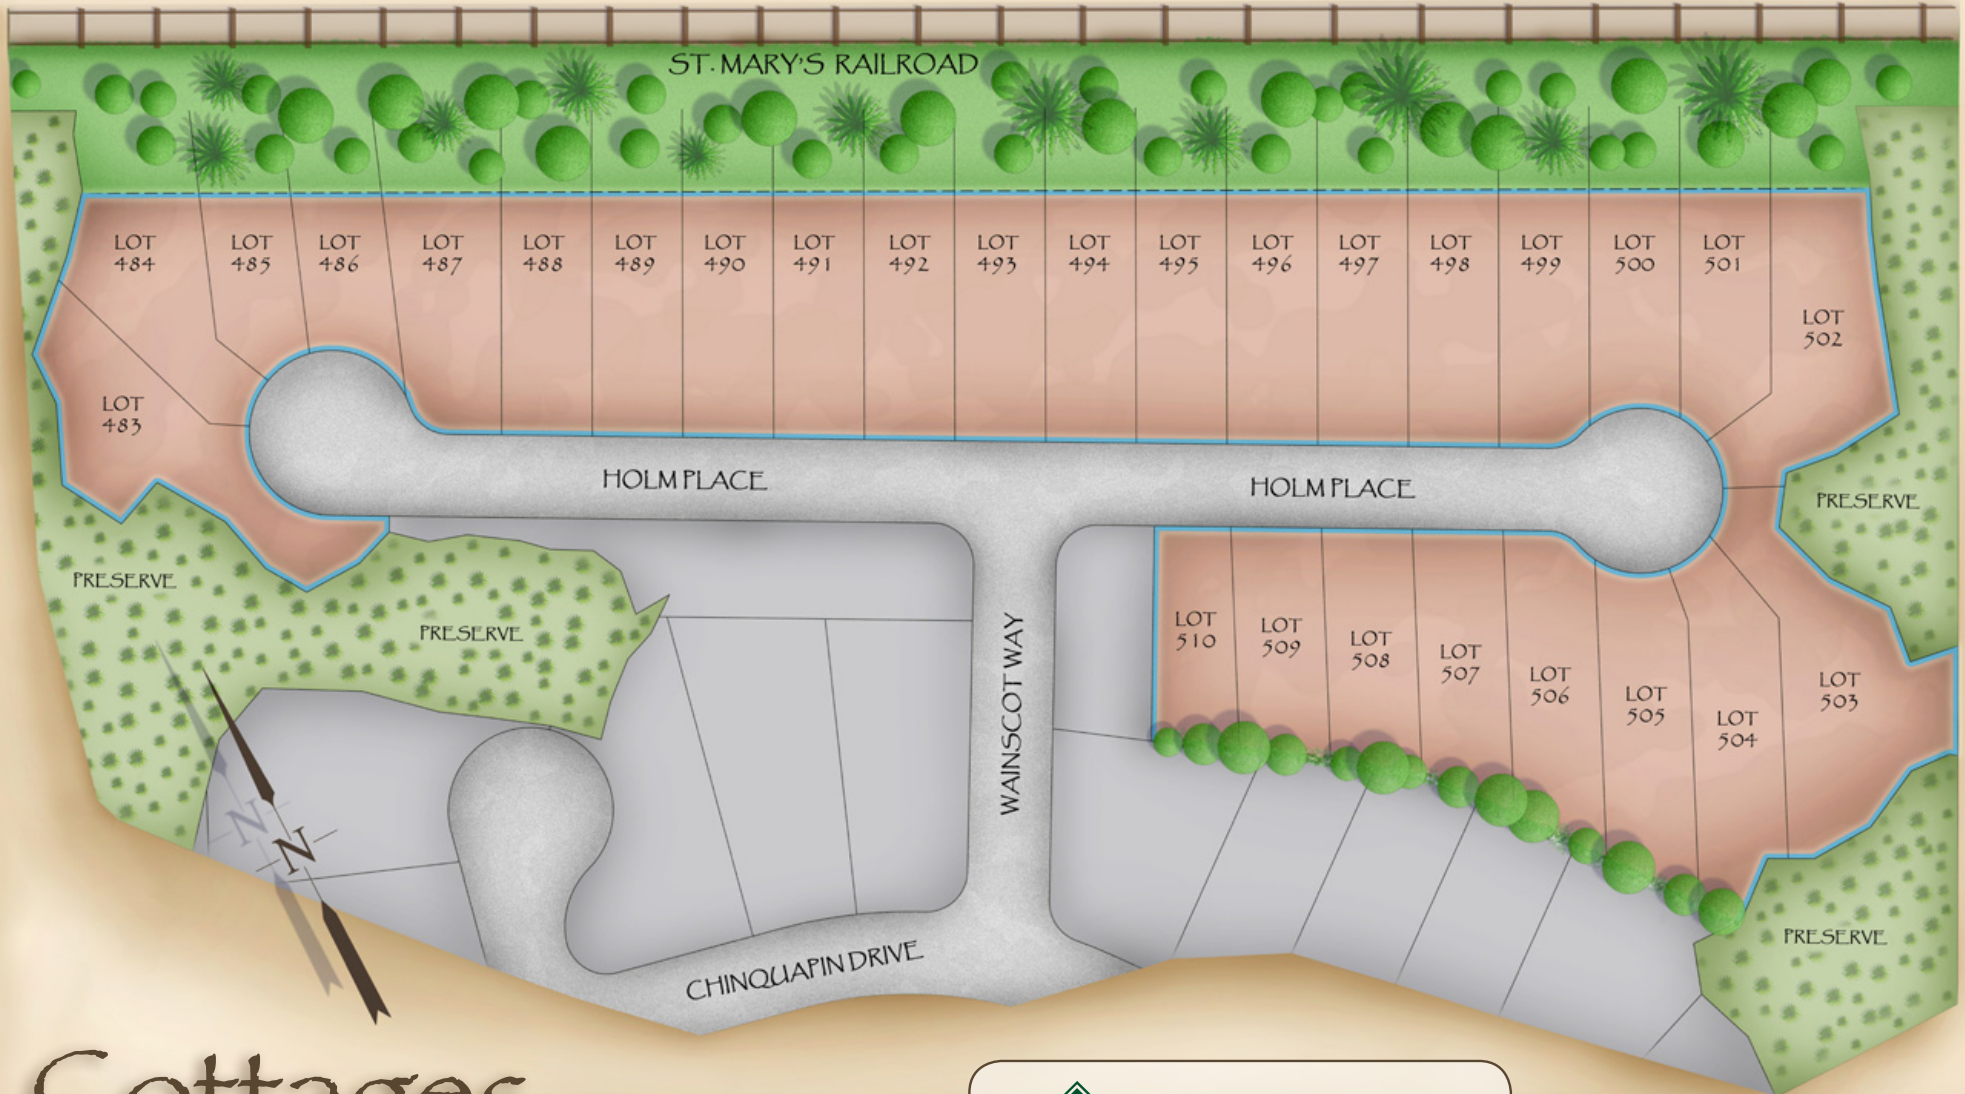 ST. MARY'S RAILROAD
LOT
484
LOT
485
LOT
486
LOT
487
LOT
488
LOT
489
LOT
490
LOT
491
LOT
492
LOT
493
LOT
494
LOT
495
LOT
496
LOT
497
LOT
498
LOT
499
LOT
500
LOT
501
LOT
502
LOT
483
HOLM PLACE
HOLM PLACE
PRESERVE
PRESERVE
PRESERVE
WAINSCOT WAY
LOT
510
LOT
509
LOT
508
LOT
507
LOT
506
LOT
505
LOT
504
LOT
503
N
PRESERVE
CHINQUAPIN DRIVE
Cottages